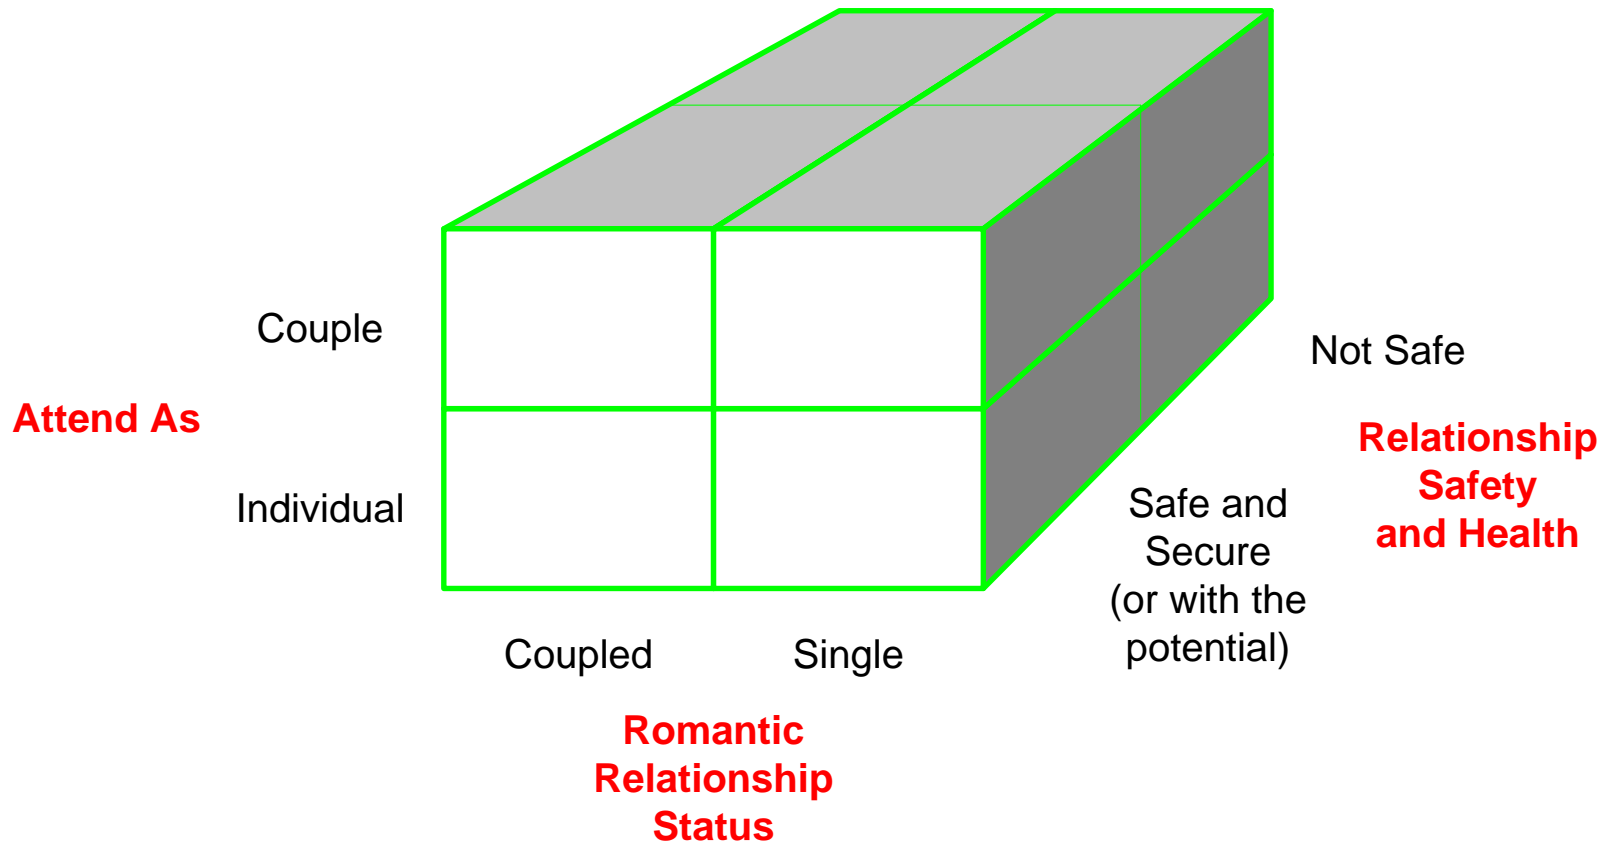 Couple
Not Safe
Attend As
Relationship
Safety
and Health
Individual
Safe and
Secure
(or with the
potential)
Coupled
Single
Romantic
Relationship
Status